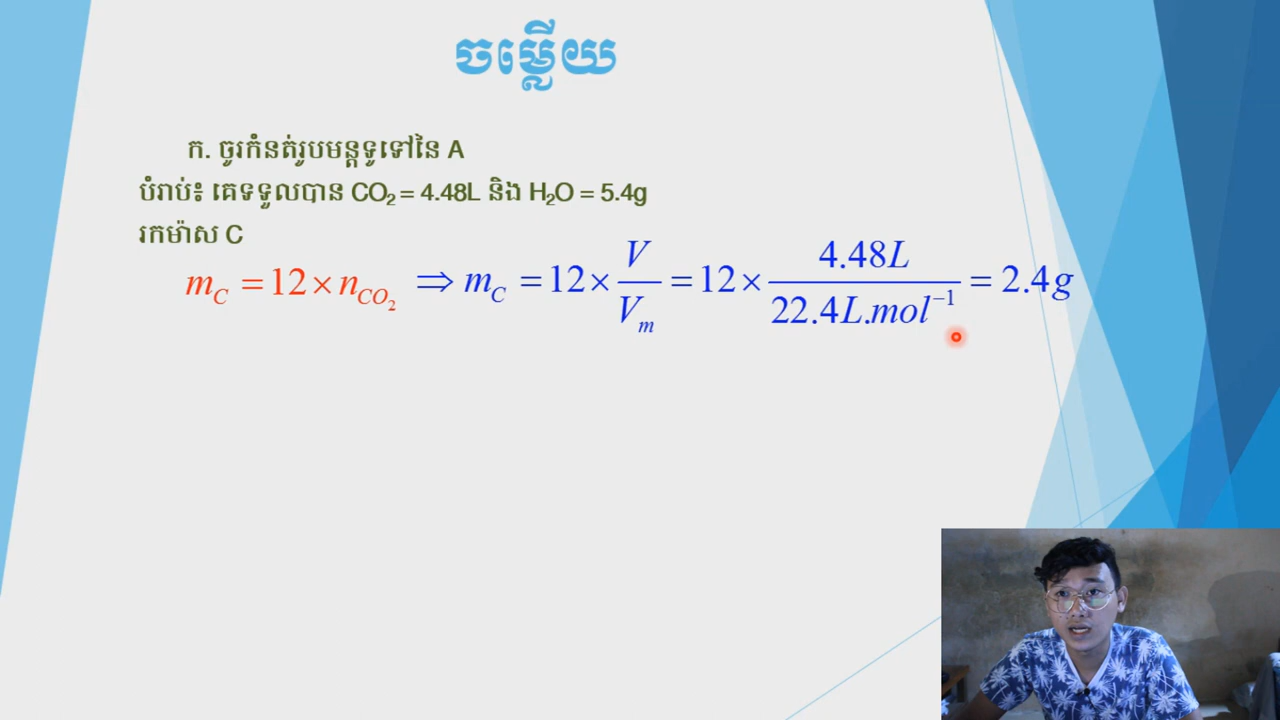 ចម្លើយ
ក. ចូរកំនត់រូបមន្តទូទៅនៃ A
បំរាប់៖ គេទទួលបាន CO₂ = 4.48L និង H₂O = 5.4g
រកម៉ាស C
m_C = 12 × n_{CO₂} ⇒ m_C = 12 × V/V_m = 12 × 4.48L/22.4L.mol⁻¹ = 2.4g